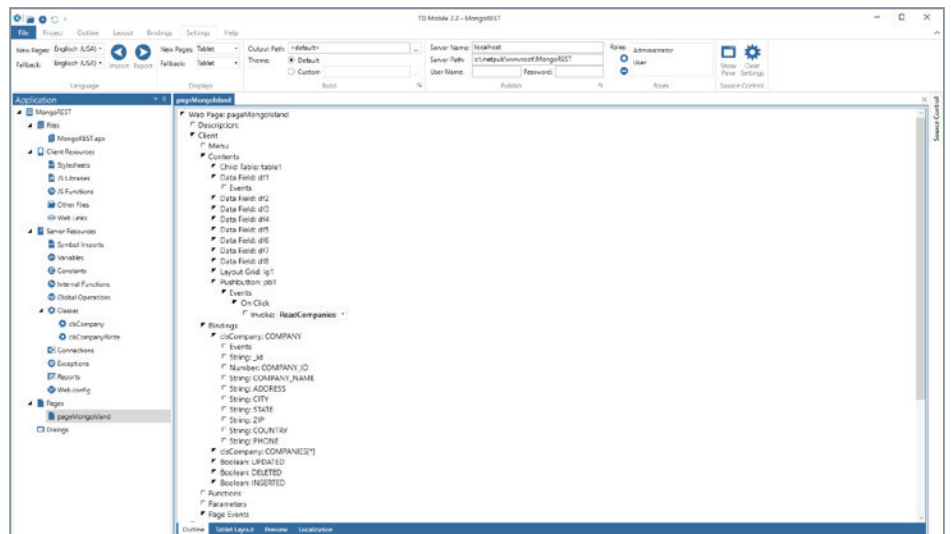 TD Mobile 2.2 - MongoREST
File Project Outline Layout Bindings Settings Help
New Pages: Englisch (USA)
Fallback: Englisch (USA)
Import Export
Language
New Pages: Tablet
Fallback: Tablet
Displays
Output Path: <default> ...
Theme: Default
Custom
Build
Server Name: localhost
Server Path: c:\inetpub\wwwroot\MongoREST
User Name: Password:
Publish
Roles: Administrator
User
Roles
Show Pane
Clear Settings
Source Control
Application
MongoREST
Files
MongoREST.apx
Client Resources
Stylesheets
JS Libraries
JS Functions
Other Files
Web Links
Server Resources
Symbol Imports
Variables
Constants
Internal Functions
Global Operations
Classes
clsCompany
clsCompanyWrite
Connections
Exceptions
Reports
Web.config
Pages
pageMongoIsland
Dialogs
pageMongoIsland
Web Page: pageMongoIsland
Description:
Client
Menu
Contents
Child Table: table1
Data Field: df1
Events
Data Field: df2
Data Field: df3
Data Field: df4
Data Field: df5
Data Field: df6
Data Field: df7
Data Field: df8
Layout Grid: lg1
Pushbutton: pb1
Events
On Click
Invoke: ReadCompanies
Bindings
clsCompany: COMPANY
Events
String: _id
Number: COMPANY_ID
String: COMPANY_NAME
String: ADDRESS
String: CITY
String: STATE
String: ZIP
String: COUNTRY
String: PHONE
clsCompany: COMPANIES[*]
Boolean: UPDATED
Boolean: DELETED
Boolean: INSERTED
Functions
Parameters
Page Events
Outline Tablet Layout Preview Localization
Source Control